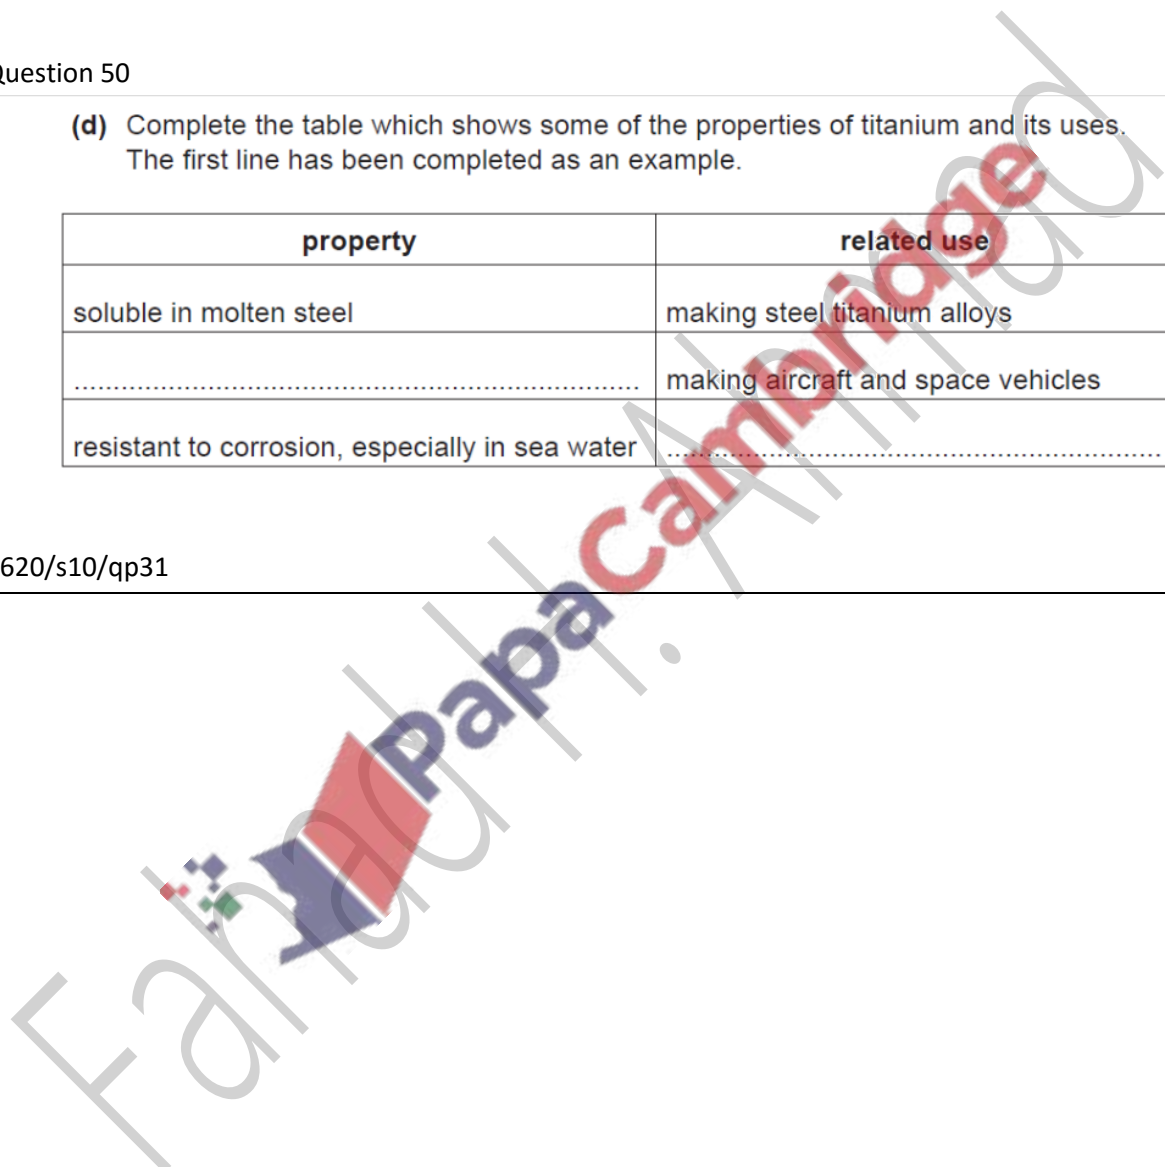 Question 50
(d) Complete the table which shows some of the properties of titanium and its uses.
The first line has been completed as an example.
property related use
soluble in molten steel making steel titanium alloys
................................................................ making aircraft and space vehicles
resistant to corrosion, especially in sea water ........................................................
620/s10/qp31
PapaCambridge
Fahad H. Ahmad